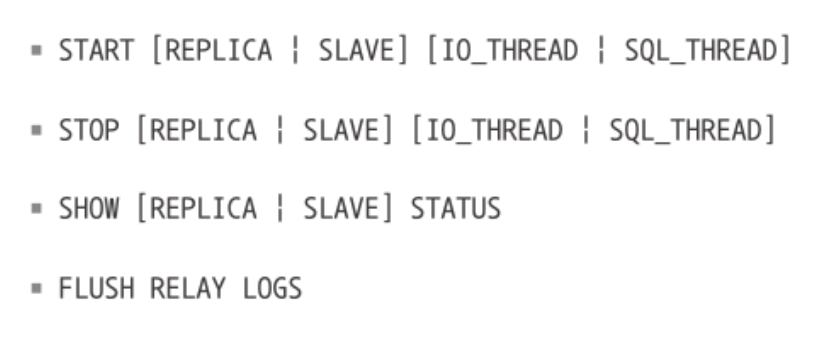 ▪ START [REPLICA ¦ SLAVE] [IO_THREAD ¦ SQL_THREAD]
▪ STOP [REPLICA ¦ SLAVE] [IO_THREAD ¦ SQL_THREAD]
▪ SHOW [REPLICA ¦ SLAVE] STATUS
▪ FLUSH RELAY LOGS